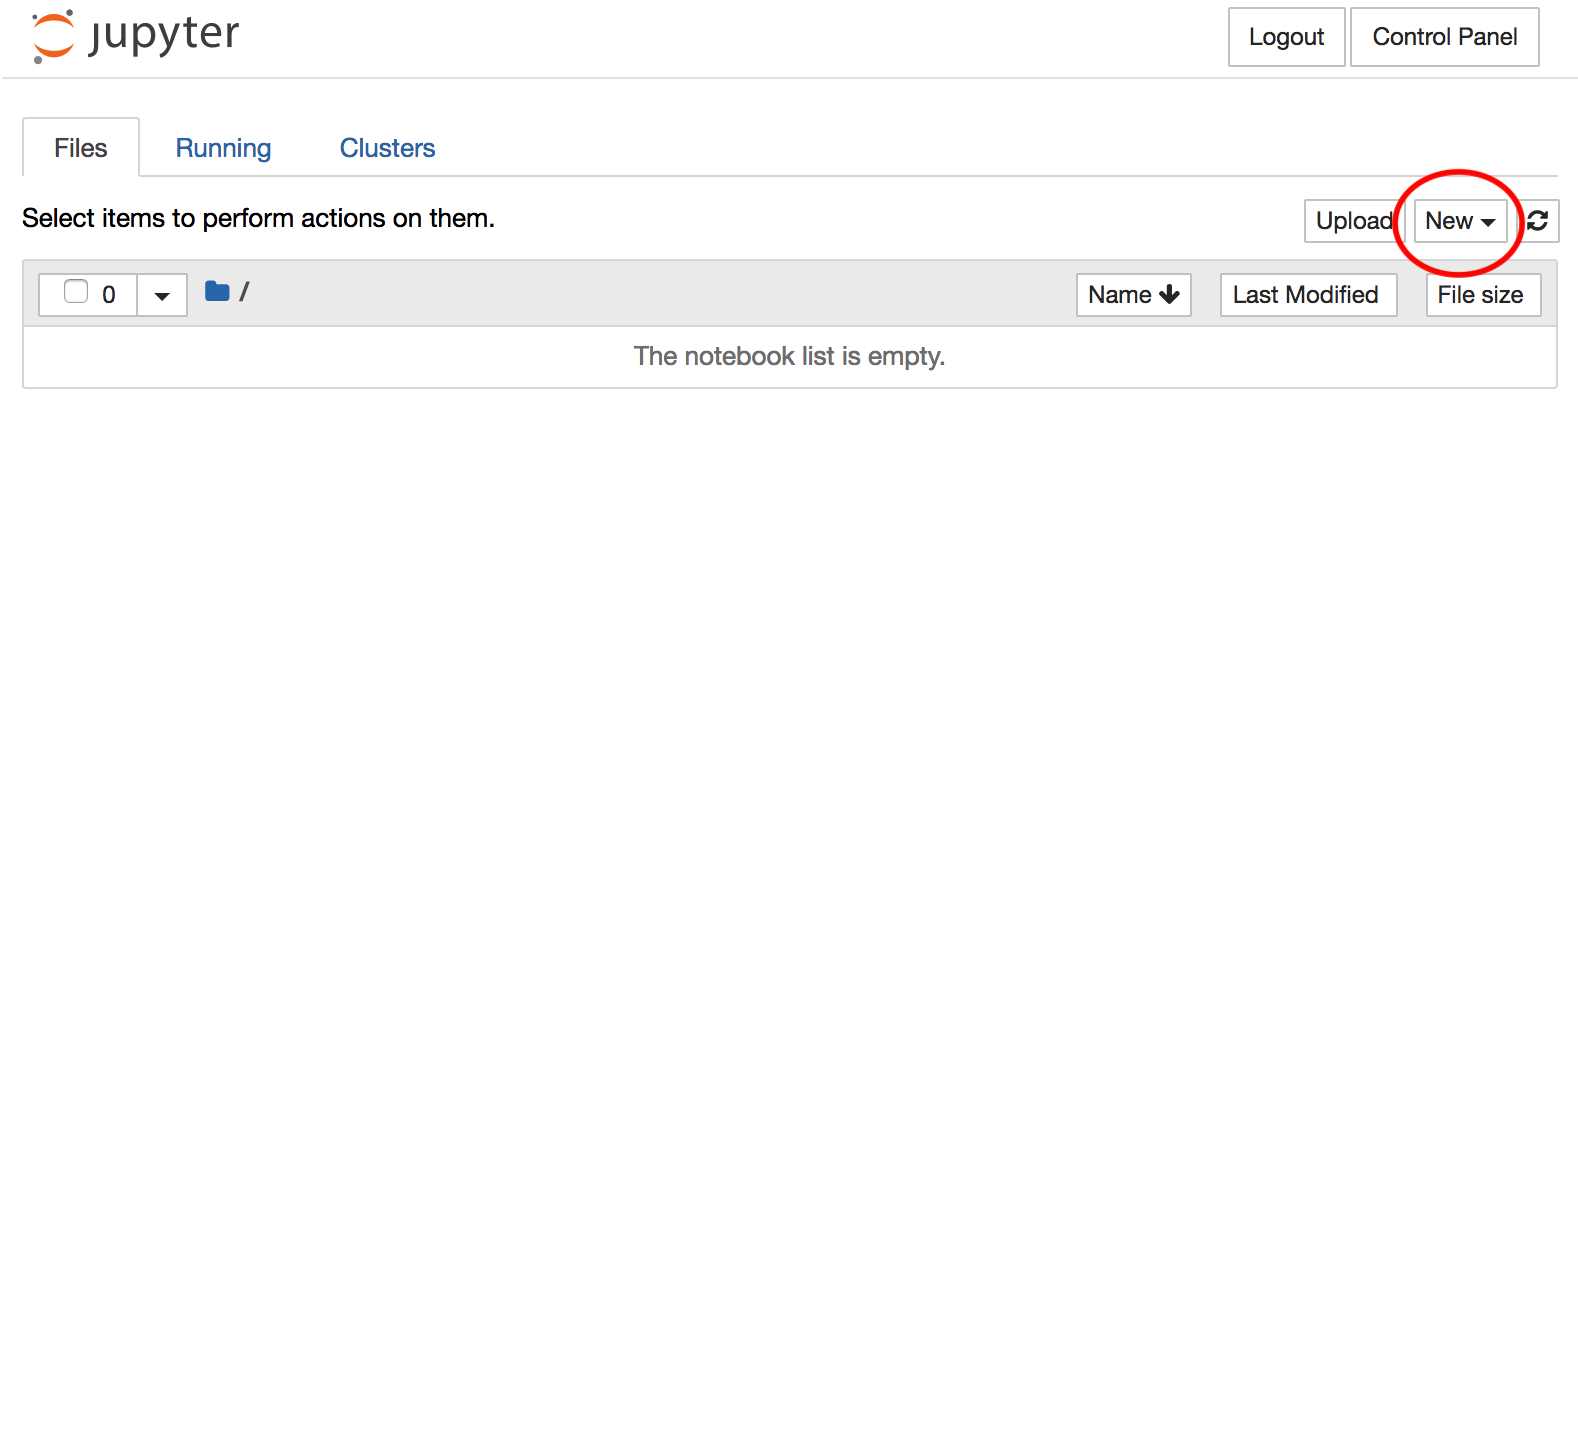 jupyter
Logout Control Panel
Files Running Clusters
Select items to perform actions on them.
Upload New
0 / Name Last Modified File size
The notebook list is empty.